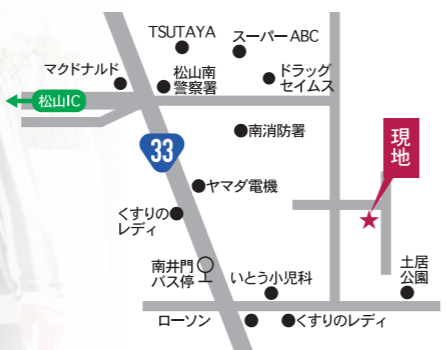 TSUTAYA
スーパーABC
マクドナルド
松山南
警察署
ドラッグ
セイムス
松山IC
南消防署
33
現地
ヤマダ電機
くすりの
レディ
南井門
バス停
いとう小児科
土居
公園
ローソン
くすりのレディ